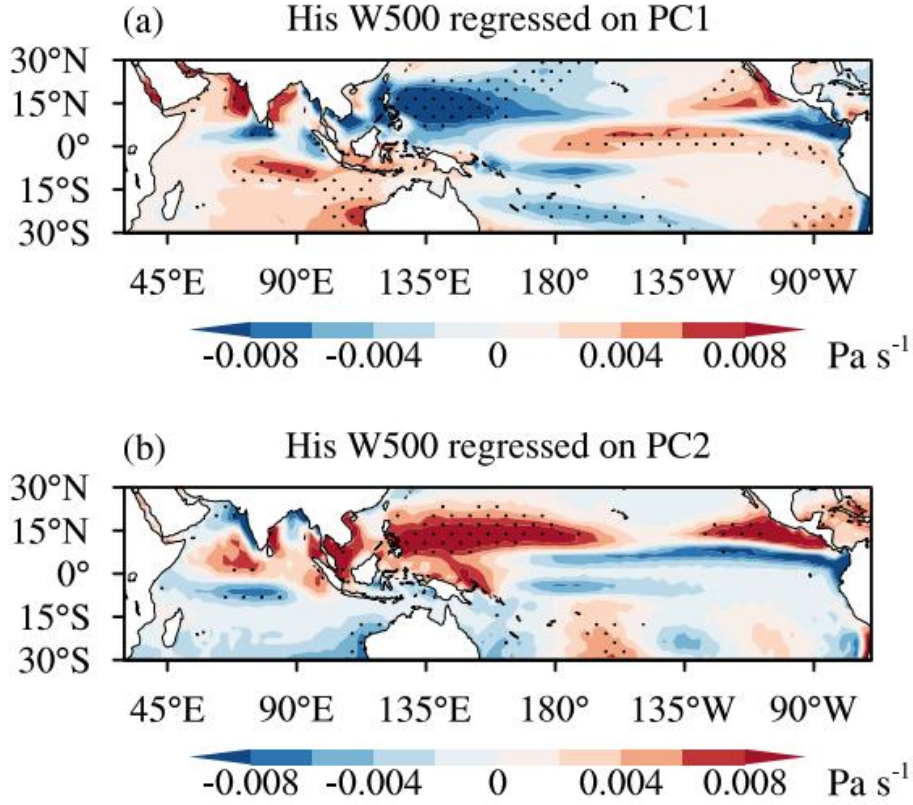 (a) His W500 regressed on PC1
30°N
15°N
0°
15°S
30°S
45°E 90°E 135°E 180° 135°W 90°W
-0.008 -0.004 0 0.004 0.008 Pa s⁻¹
(b) His W500 regressed on PC2
30°N
15°N
0°
15°S
30°S
45°E 90°E 135°E 180° 135°W 90°W
-0.008 -0.004 0 0.004 0.008 Pa s⁻¹